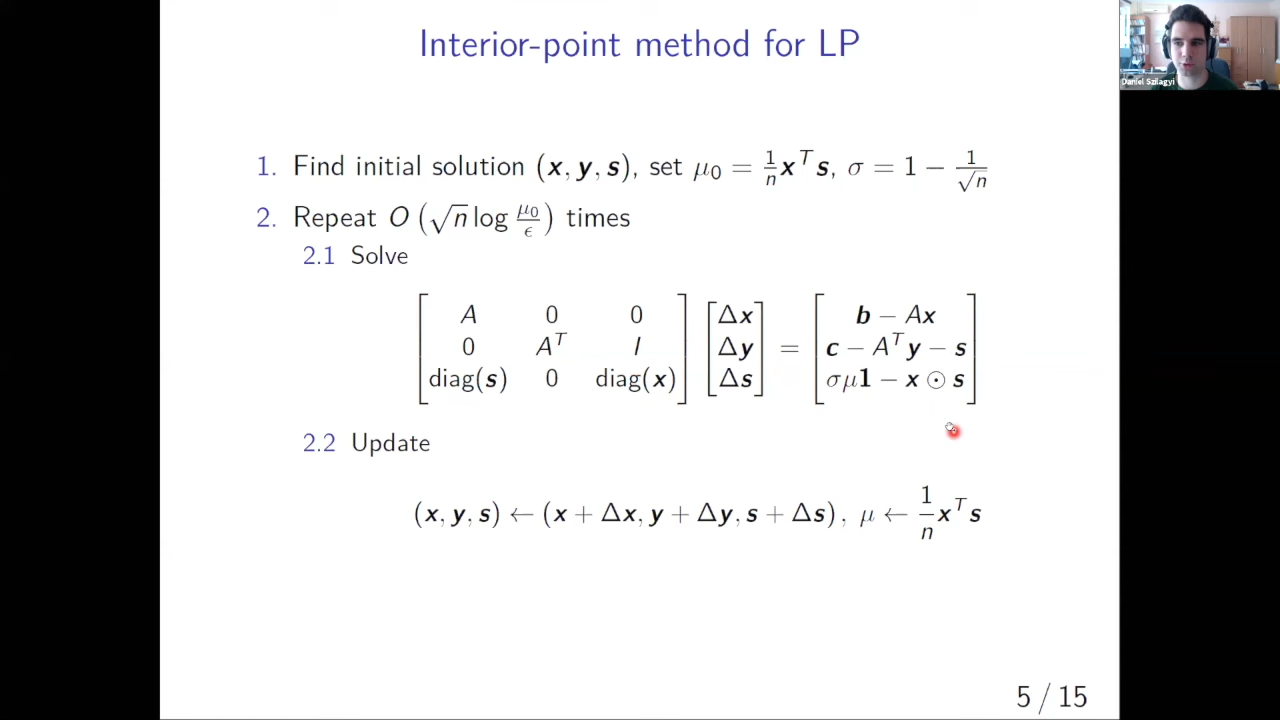 Interior-point method for LP
Daniel Szilagyi
1. Find initial solution (x, y, s), set μ₀ = 1/n xᵀs, σ = 1 − 1/√n
2. Repeat O(√n log μ₀/ϵ) times
2.1 Solve
[A 0 0; 0 Aᵀ I; diag(s) 0 diag(x)] [Δx; Δy; Δs] = [b − Ax; c − Aᵀy − s; σμ1 − x ⊙ s]
2.2 Update
(x, y, s) ← (x + Δx, y + Δy, s + Δs), μ ← 1/n xᵀs
5 / 15